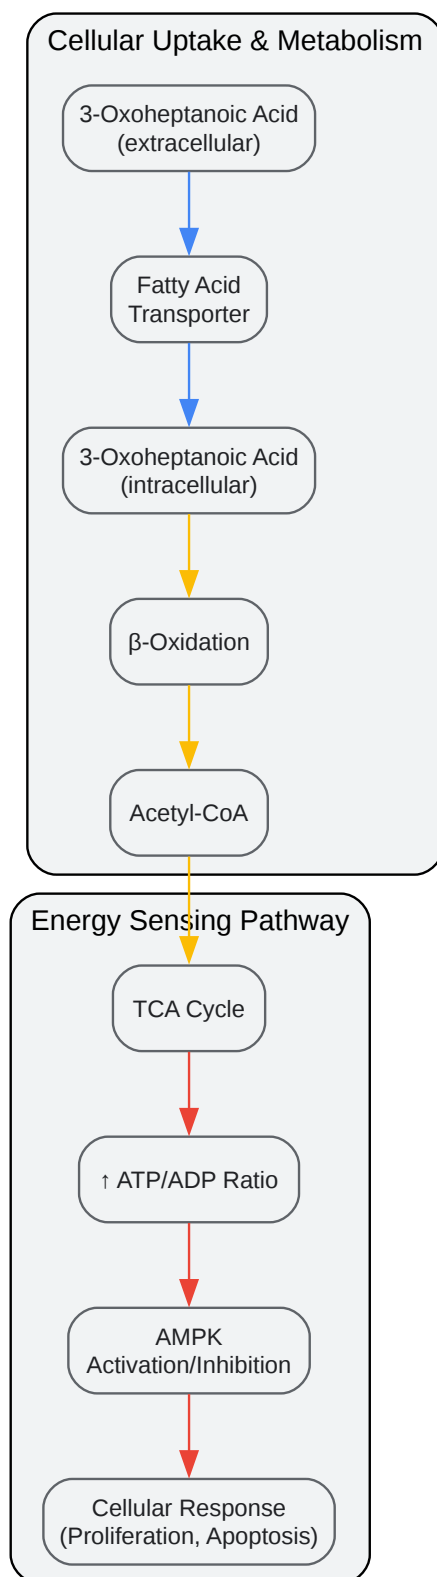 Cellular Uptake & Metabolism
3-Oxoheptanoic Acid
(extracellular)
Fatty Acid
Transporter
3-Oxoheptanoic Acid
(intracellular)
β-Oxidation
Acetyl-CoA
Energy Sensing Pathway
TCA Cycle
↑ ATP/ADP Ratio
AMPK
Activation/Inhibition
Cellular Response
(Proliferation, Apoptosis)